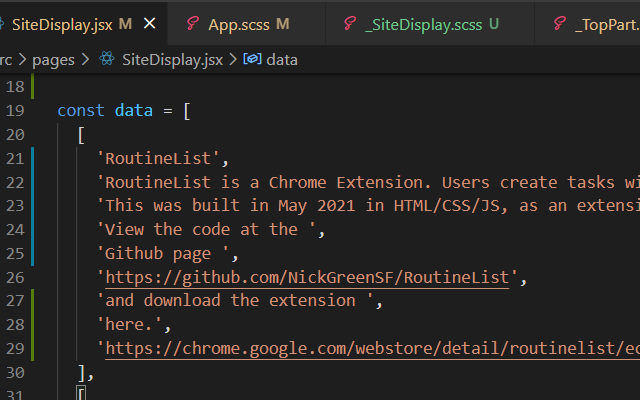 SiteDisplay.jsx M × App.scss M _SiteDisplay.scss U _TopPart.
rc > pages > SiteDisplay.jsx > data
18
19 const data = [
20 [
21 'RoutineList',
22 'RoutineList is a Chrome Extension. Users create tasks wi
23 'This was built in May 2021 in HTML/CSS/JS, as an extensi
24 'View the code at the ',
25 'Github page ',
26 'https://github.com/NickGreenSF/RoutineList',
27 'and download the extension ',
28 'here.',
29 'https://chrome.google.com/webstore/detail/routinelist/ec
30 ],
31 [